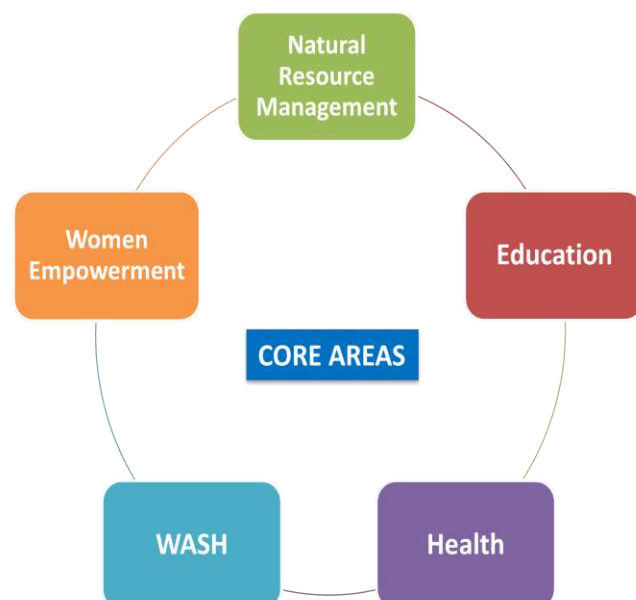 Natural
Resource
Management
Women
Empowerment
Education
CORE AREAS
WASH
Health